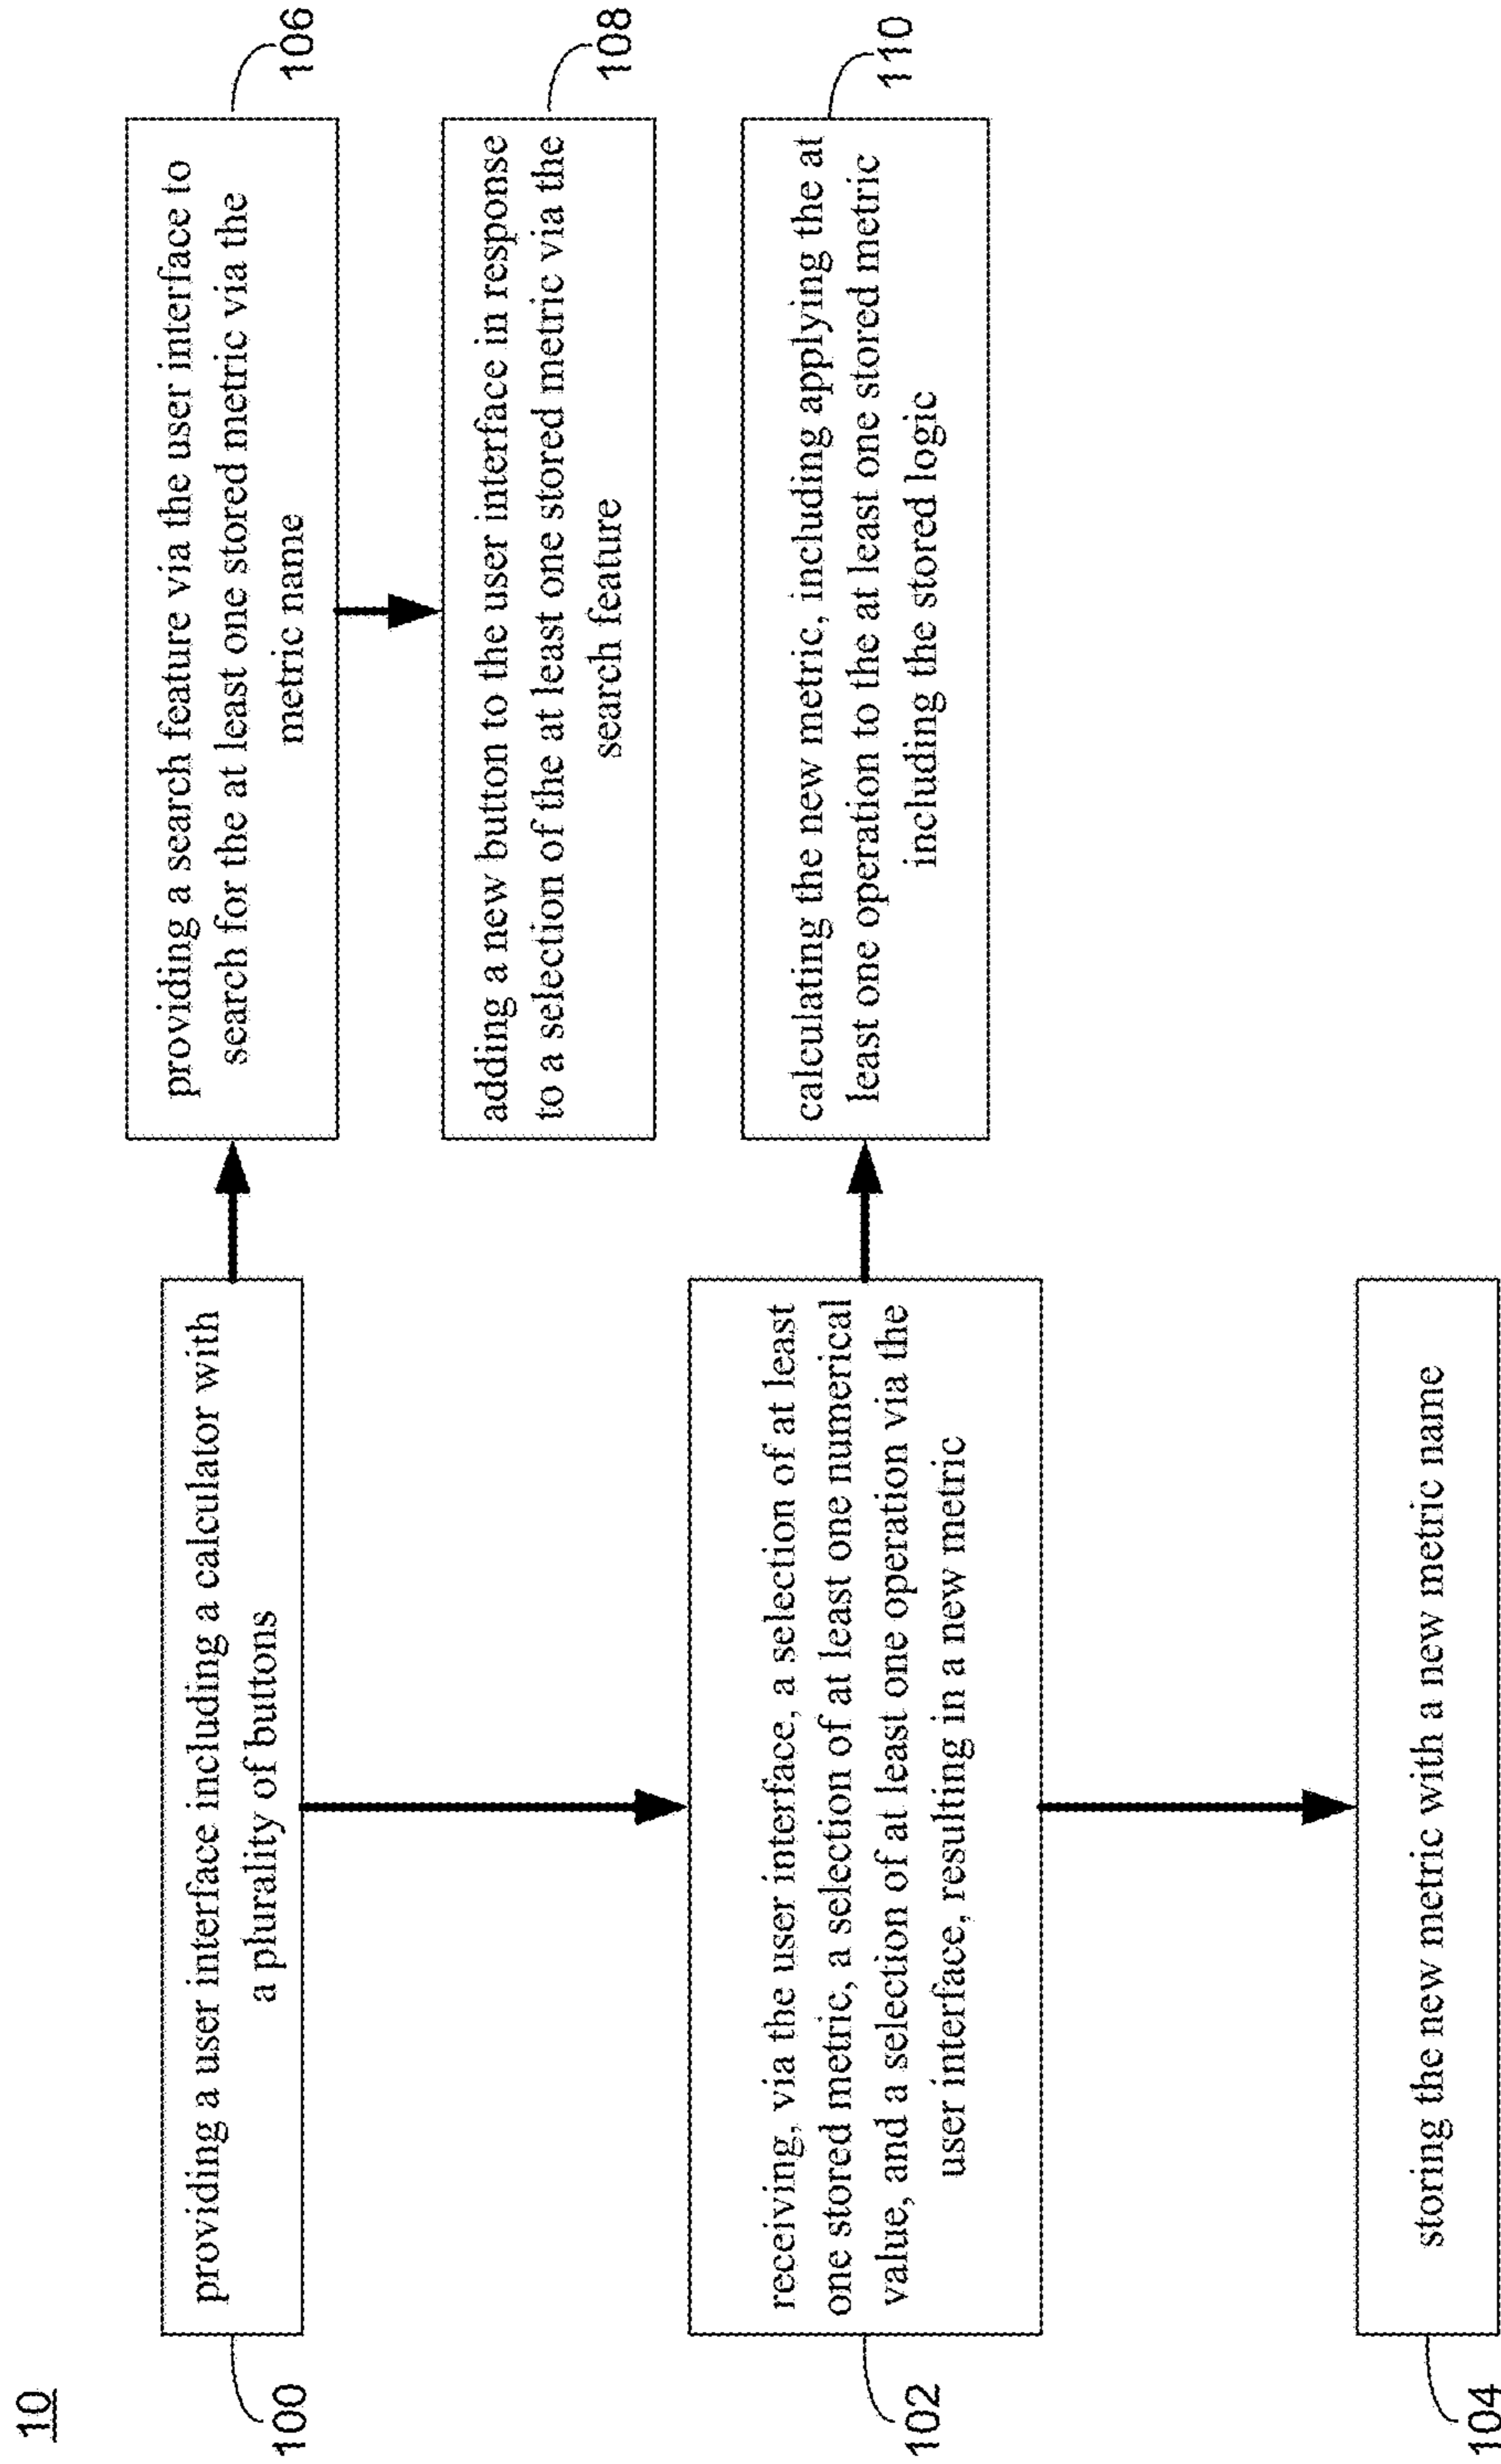 10
100
providing a user interface including a calculator with
a plurality of buttons
102
receiving, via the user interface, a selection of at least
one stored metric, a selection of at least one numerical
value, and a selection of at least one operation via the
user interface, resulting in a new metric
104
storing the new metric with a new metric name
106
providing a search feature via the user interface to
search for the at least one stored metric via the
metric name
108
adding a new button to the user interface in response
to a selection of the at least one stored metric via the
search feature
110
calculating the new metric, including applying the at
least one operation to the at least one stored metric
including the stored logic